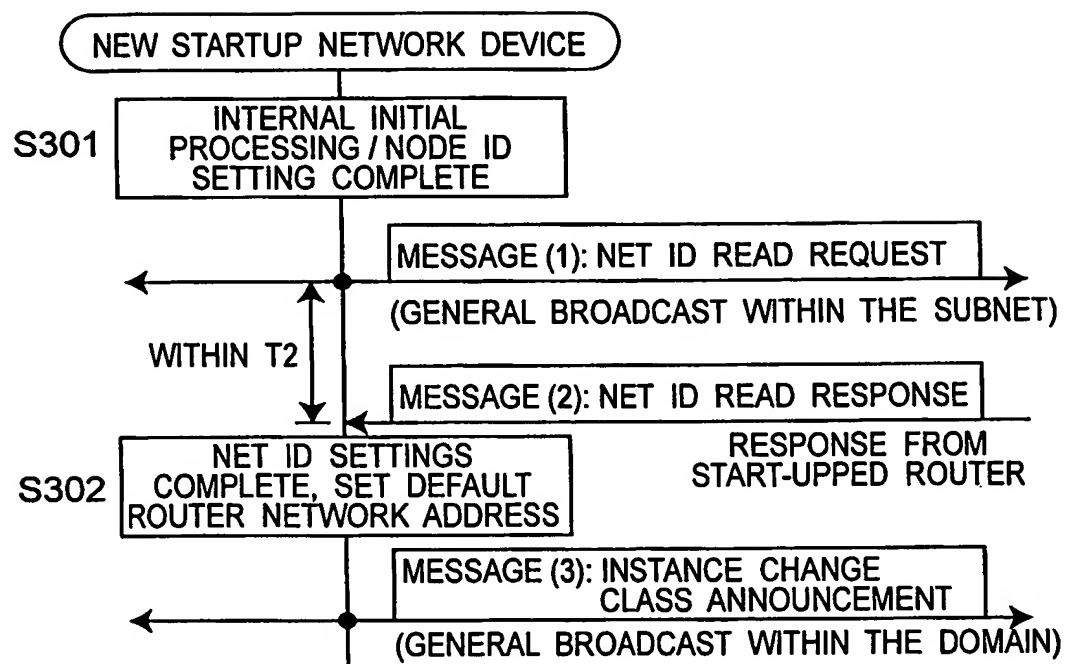 NEW STARTUP NETWORK DEVICE
S301
INTERNAL INITIAL
PROCESSING / NODE ID
SETTING COMPLETE
MESSAGE (1): NET ID READ REQUEST
(GENERAL BROADCAST WITHIN THE SUBNET)
WITHIN T2
MESSAGE (2): NET ID READ RESPONSE
RESPONSE FROM
START-UPPED ROUTER
S302
NET ID SETTINGS
COMPLETE, SET DEFAULT
ROUTER NETWORK ADDRESS
MESSAGE (3): INSTANCE CHANGE
CLASS ANNOUNCEMENT
(GENERAL BROADCAST WITHIN THE DOMAIN)